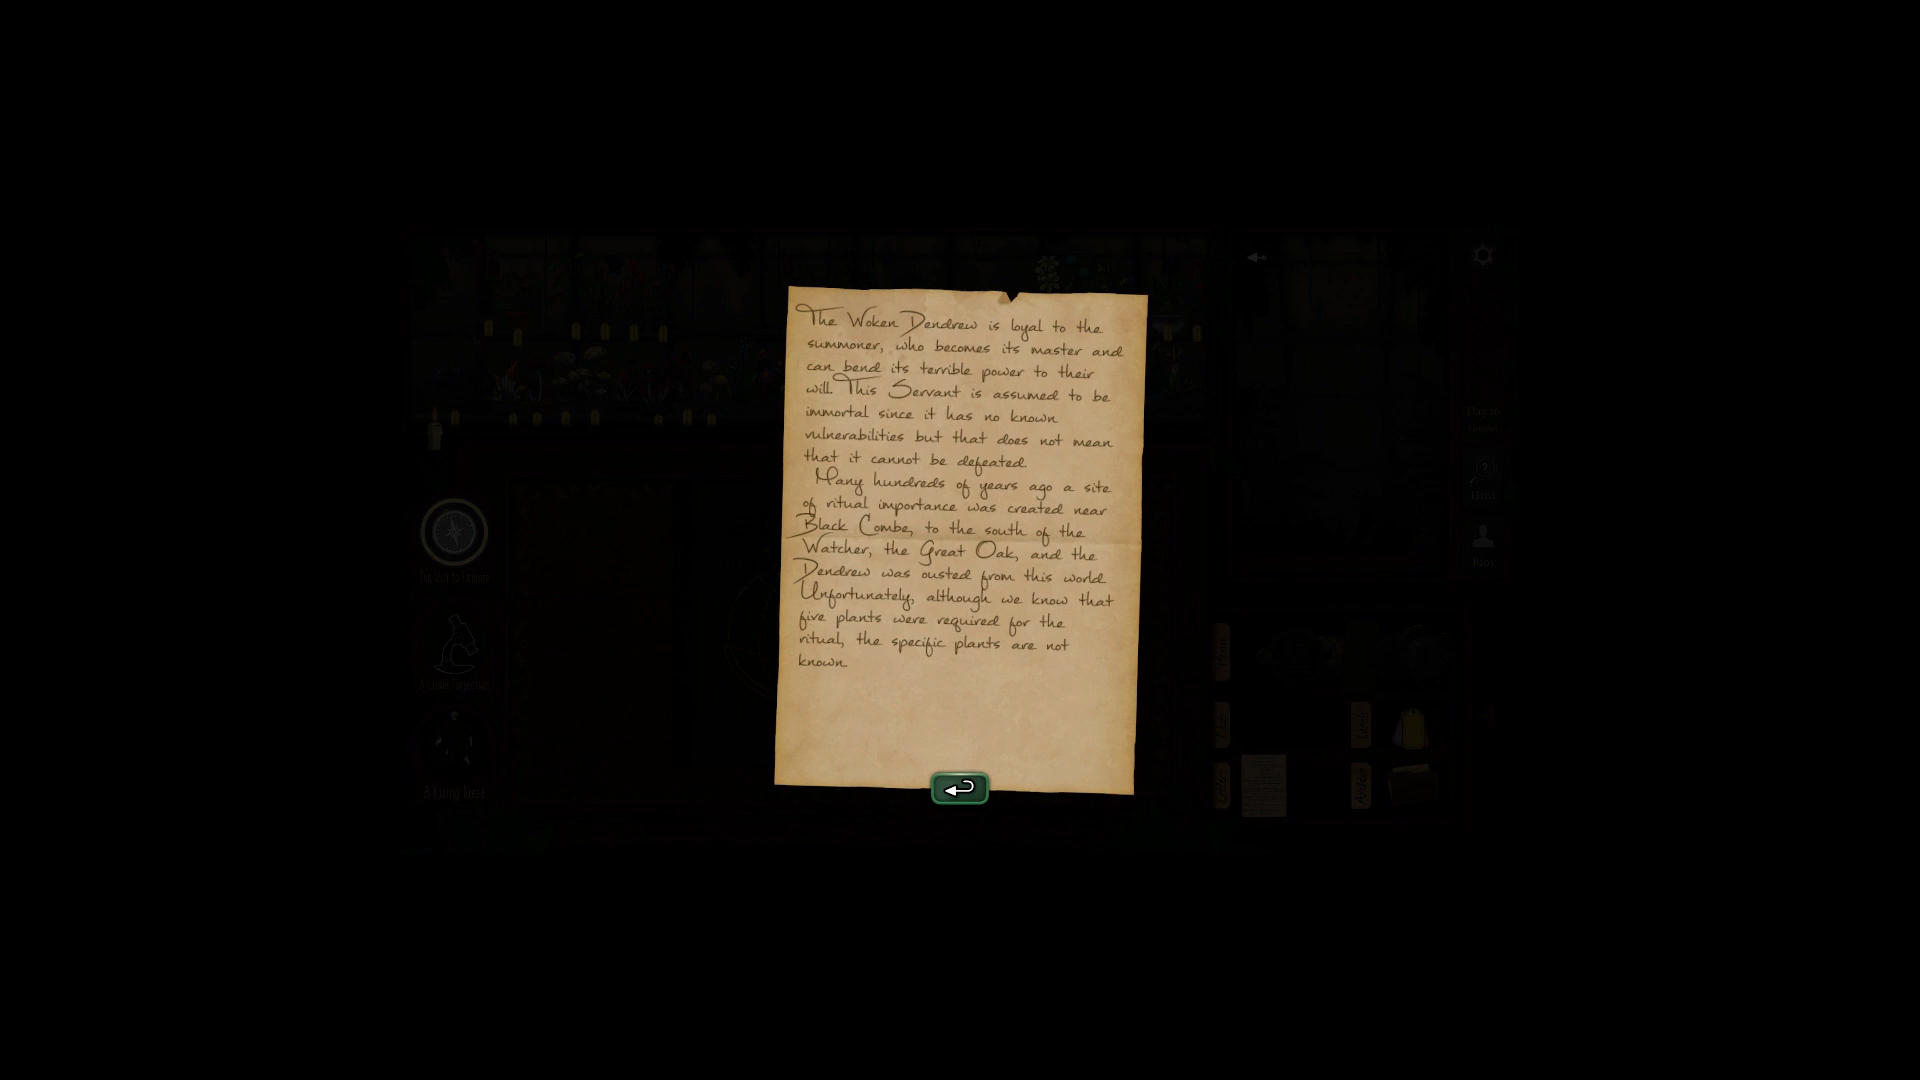 The Woken Dendrew is loyal to the
summoner, who becomes its master and
can bend its terrible power to their
will. This Servant is assumed to be
immortal since it has no known
vulnerabilities but that does not mean
that it cannot be defeated.
Many hundreds of years ago a site
of ritual importance was created near
Black Combe, to the south of the
Watcher, the Great Oak, and the
Dendrew was ousted from this world.
Unfortunately, although we know that
five plants were required for the
ritual, the specific plants are not
known.
Day 16
Hint